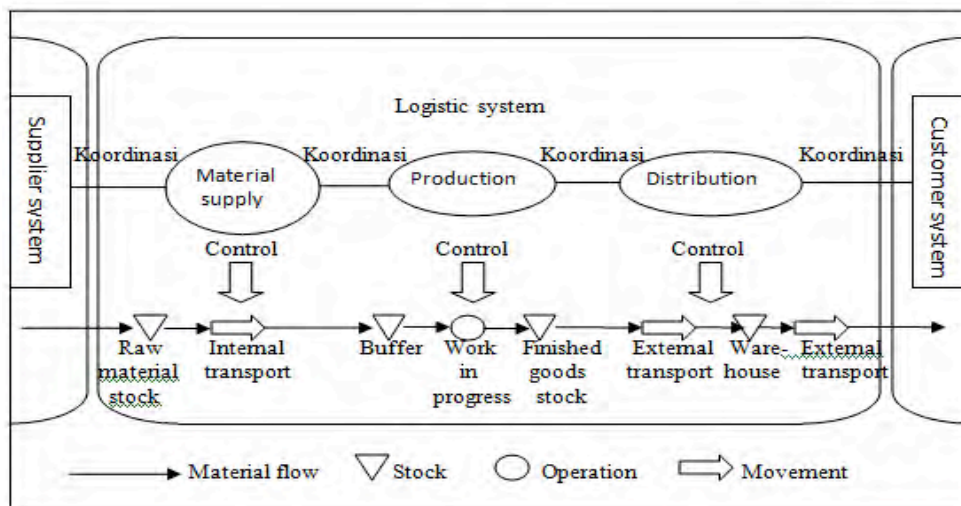 Logistic system
Supplier system
Koordinasi
Material
supply
Koordinasi
Production
Koordinasi
Distribution
Koordinasi
Customer system
Control
Control
Control
Raw
material
stock
Internal
transport
Buffer
Work
in
progress
Finished
goods
stock
External
transport
Ware-
house
External
transport
Material flow
Stock
Operation
Movement